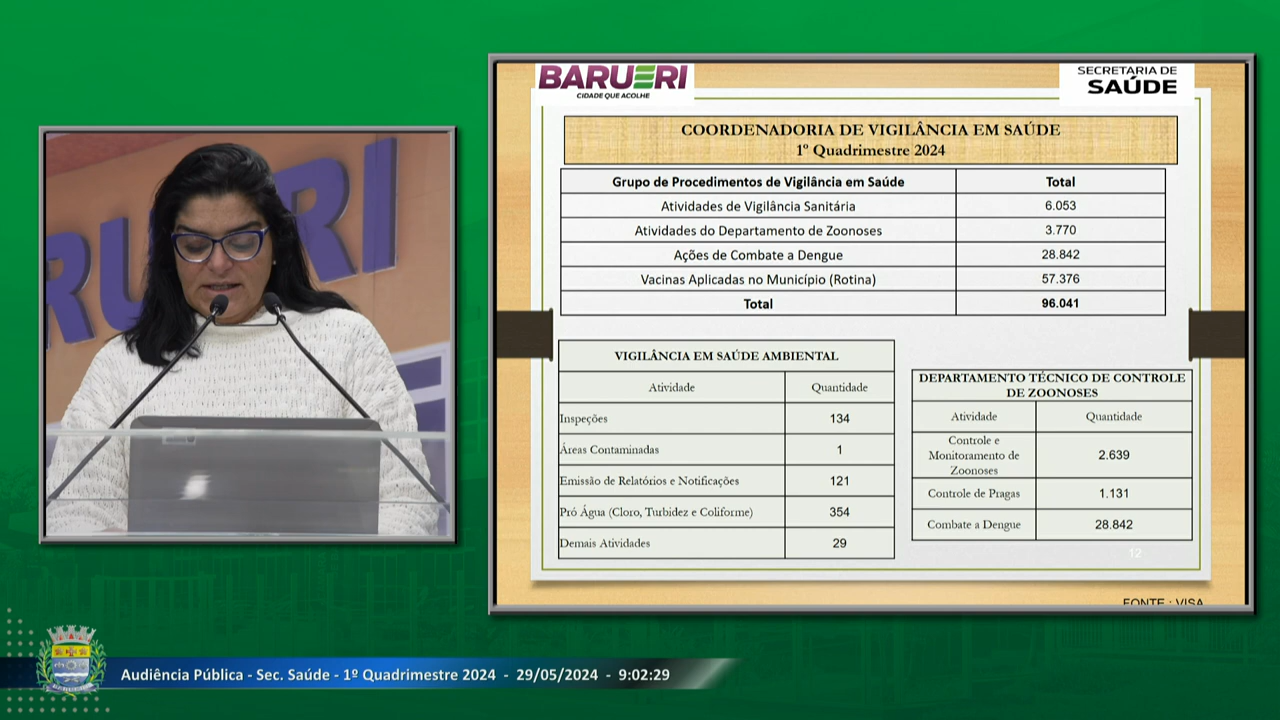 BARUERI
CIDADE QUE ACOLHE
SECRETARIA DE
SAÚDE
COORDENADORIA DE VIGILÂNCIA EM SAÚDE
1º Quadrimestre 2024
Grupo de Procedimentos de Vigilância em Saúde Total
Atividades de Vigilância Sanitária 6.053
Atividades do Departamento de Zoonoses 3.770
Ações de Combate a Dengue 28.842
Vacinas Aplicadas no Município (Rotina) 57.376
Total 96.041
VIGILÂNCIA EM SAÚDE AMBIENTAL
Atividade Quantidade
Inspeções 134
Áreas Contaminadas 1
Emissão de Relatórios e Notificações 121
Pró Água (Cloro, Turbidez e Coliforme) 354
Demais Atividades 29
DEPARTAMENTO TÉCNICO DE CONTROLE
DE ZOONOSES
Atividade Quantidade
Controle e
Monitoramento de
Zoonoses 2.639
Controle de Pragas 1.131
Combate a Dengue 28.842
12
FONTE : VISA
RUERI
Audiência Pública - Sec. Saúde - 1º Quadrimestre 2024 - 29/05/2024 - 9:02:29